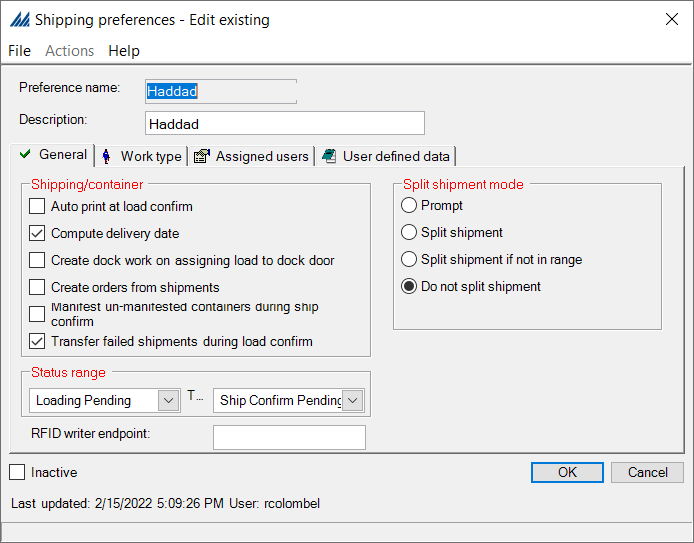 Shipping preferences - Edit existing
File Actions Help
Preference name: Haddad
Description: Haddad
General Work type Assigned users User defined data
Shipping/container
Auto print at load confirm
Compute delivery date
Create dock work on assigning load to dock door
Create orders from shipments
Manifest un-manifested containers during ship
confirm
Transfer failed shipments during load confirm
Split shipment mode
Prompt
Split shipment
Split shipment if not in range
Do not split shipment
Status range
Loading Pending T... Ship Confirm Pending
RFID writer endpoint:
Inactive
OK Cancel
Last updated: 2/15/2022 5:09:26 PM User: rcolombel